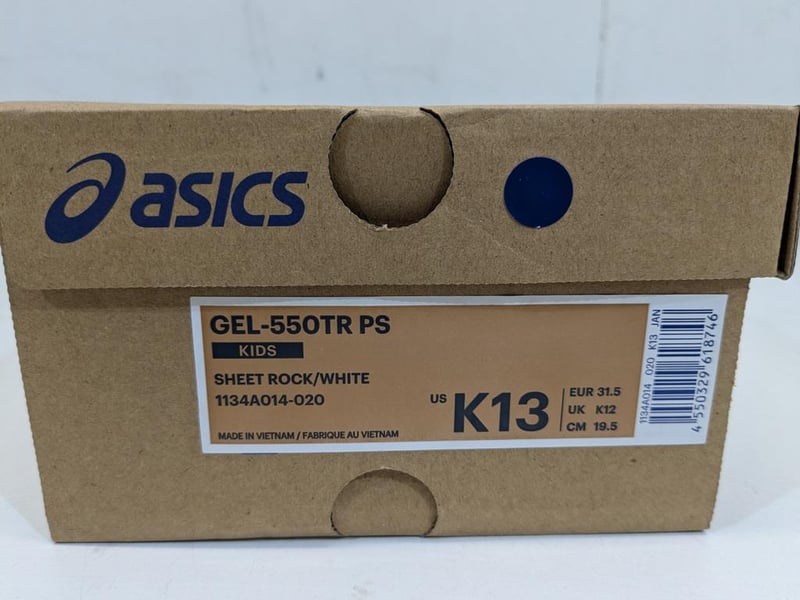 asics
GEL-550TR PS
KIDS
SHEET ROCK/WHITE
1134A014-020
MADE IN VIETNAM / FABRIQUE AU VIETNAM
US K13
EUR 31.5
UK K12
CM 19.5
1134A014 020 K13 JAN
4 550329 618746